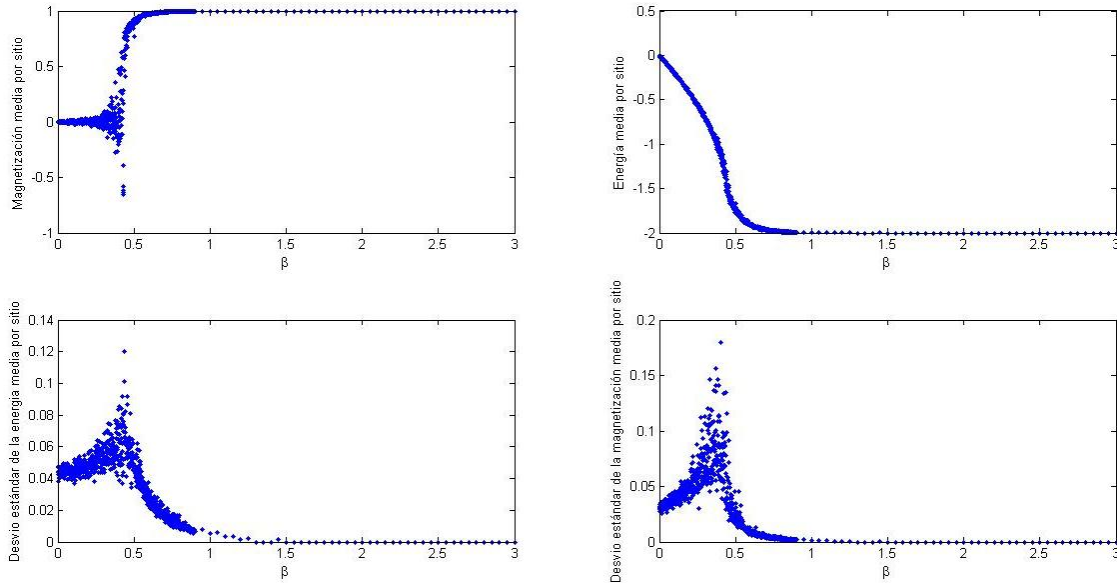 Magnetización media por sitio
1
0.5
0
-0.5
-1
0 0.5 1 1.5 2 2.5 3
β
Energía media por sitio
0.5
0
-0.5
-1
-1.5
-2
0 0.5 1 1.5 2 2.5 3
β
Desvio estándar de la energía media por sitio
0.14
0.12
0.1
0.08
0.06
0.04
0.02
0
0 0.5 1 1.5 2 2.5 3
β
Desvio estándar de la magnetización media por sitio
0.2
0.15
0.1
0.05
0
0 0.5 1 1.5 2 2.5 3
β